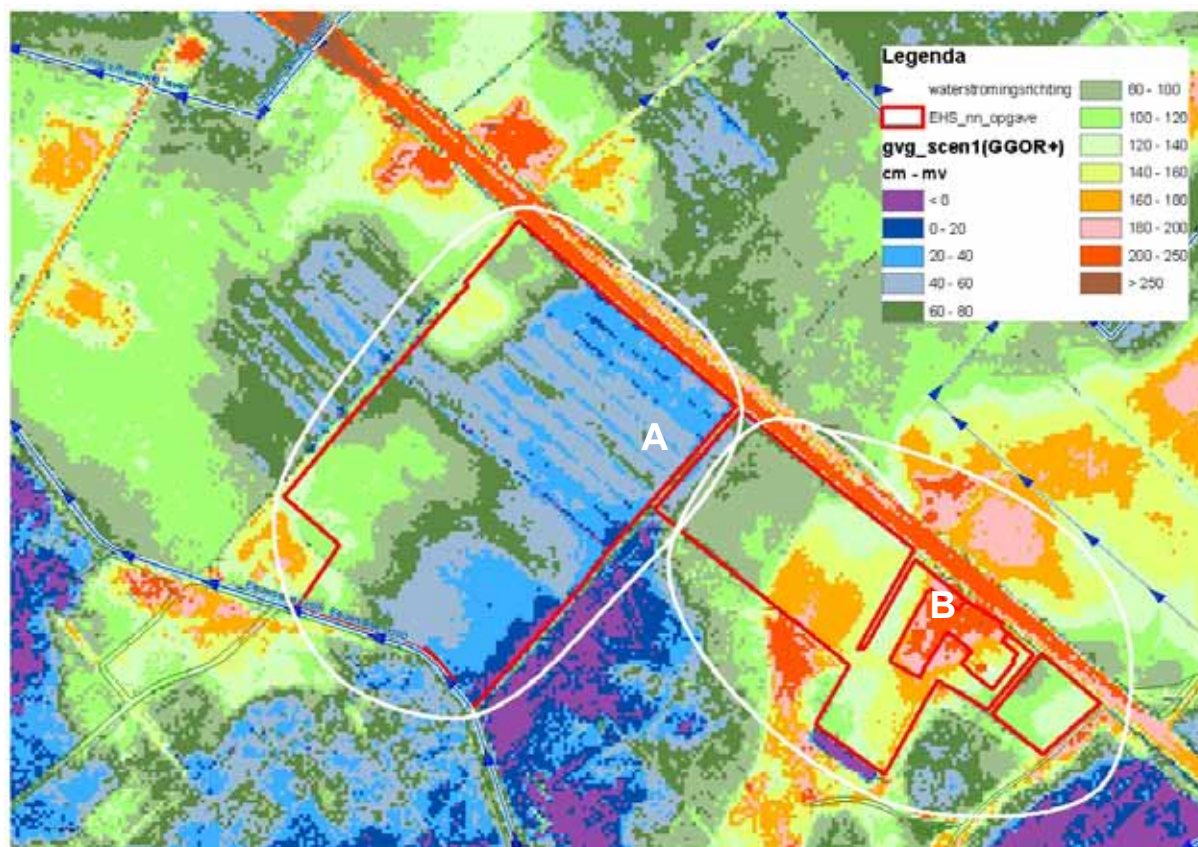 Legenda
waterstromingsrichting
EHS_nn_opgave
gvg_scen1(GGOR+)
cm - mv
< 0
0 - 20
20 - 40
40 - 60
60 - 80
80 - 100
100 - 120
120 - 140
140 - 160
160 - 180
180 - 200
200 - 250
> 250
A
B